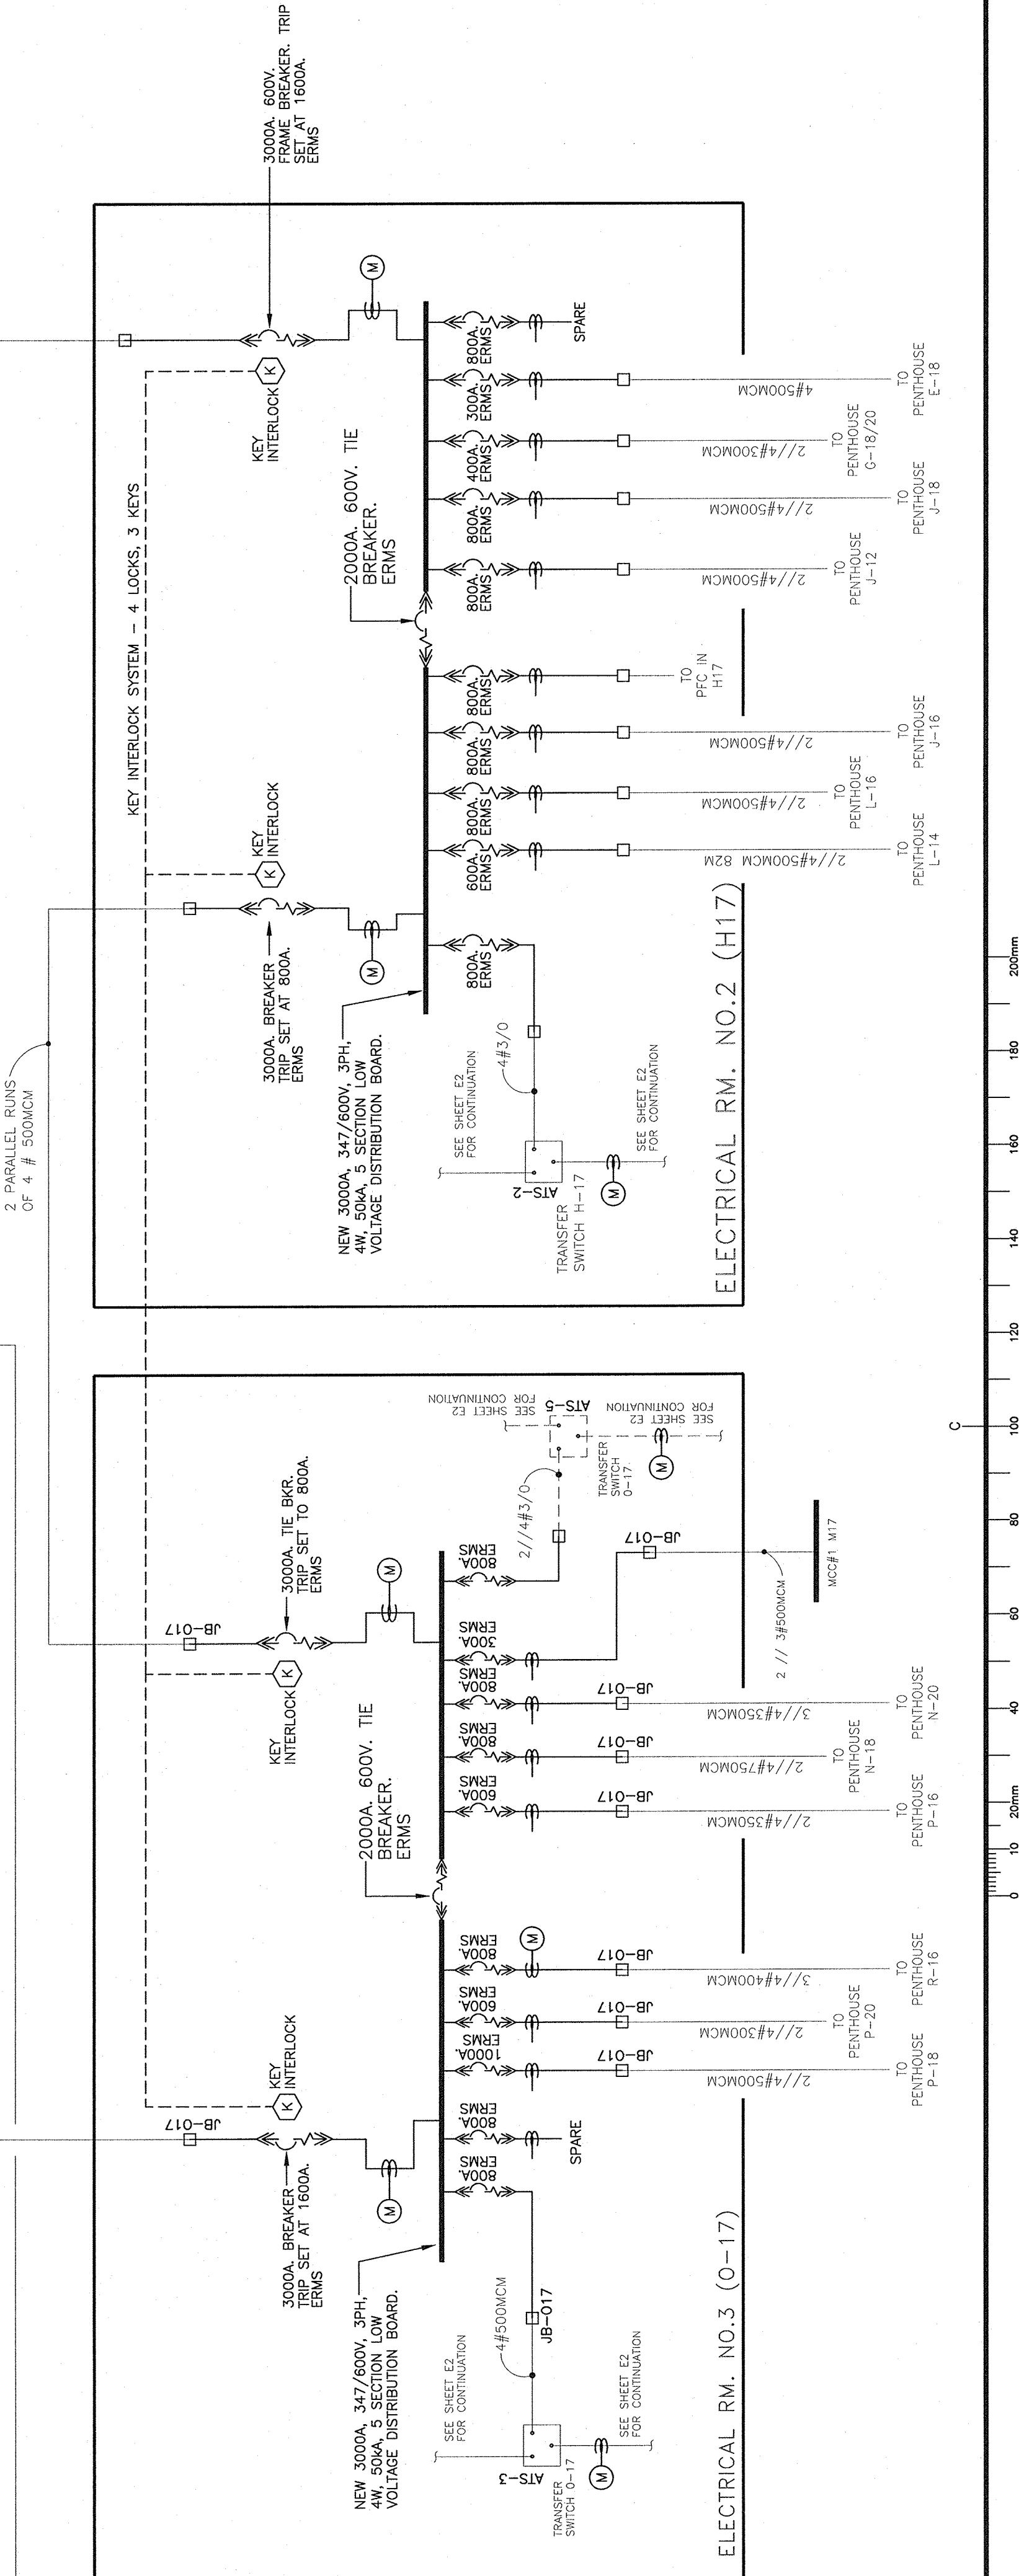 2 PARALLEL RUNS
OF 4 # 500MCM
KEY INTERLOCK SYSTEM - 4 LOCKS, 3 KEYS
3000A. BREAKER
TRIP SET AT 1600A.
ERMS
JB-017
KEY
INTERLOCK
K
M
NEW 3000A, 347/600V, 3PH,
4W, 50kA, 5 SECTION LOW
VOLTAGE DISTRIBUTION BOARD.
2000A. 600V. TIE
BREAKER.
ERMS
KEY
INTERLOCK
K
JB-017
3000A. TIE BKR.
TRIP SET TO 800A.
ERMS
M
800A.
ERMS
800A.
ERMS
1000A.
ERMS
600A.
ERMS
800A.
ERMS
M
600A.
ERMS
800A.
ERMS
800A.
ERMS
300A.
ERMS
800A.
ERMS
SEE SHEET E2
FOR CONTINUATION
4#500MCM
JB-017
ATS-3
TRANSFER
SWITCH O-17
M
SEE SHEET E2
FOR CONTINUATION
SPARE
JB-017
2//4#500MCM
TO
PENTHOUSE
P-18
JB-017
2//4#300MCM
TO
PENTHOUSE
P-20
JB-017
3//4#400MCM
TO
PENTHOUSE
R-16
JB-017
2//4#350MCM
TO
PENTHOUSE
P-16
JB-017
2//4#750MCM
TO
PENTHOUSE
N-18
JB-017
3//4#350MCM
TO
PENTHOUSE
N-20
JB-017
2 // 3#500MCM
MCC#1 M17
2//4#3/0
SEE SHEET E2
FOR CONTINUATION
ATS-5
TRANSFER
SWITCH
O-17.
M
SEE SHEET E2
FOR CONTINUATION
ELECTRICAL RM. NO.3 (O-17)
3000A. BREAKER
TRIP SET AT 800A.
ERMS
KEY
INTERLOCK
K
M
NEW 3000A, 347/600V, 3PH,
4W, 50kA, 5 SECTION LOW
VOLTAGE DISTRIBUTION BOARD.
2000A. 600V. TIE
BREAKER.
ERMS
KEY
INTERLOCK
K
3000A. 600V.
FRAME BREAKER. TRIP
SET AT 1600A.
ERMS
M
800A.
ERMS
600A.
ERMS
800A.
ERMS
800A.
ERMS
800A.
ERMS
800A.
ERMS
800A.
ERMS
400A.
ERMS
300A.
ERMS
800A.
ERMS
SEE SHEET E2
FOR CONTINUATION
4#3/0
ATS-2
TRANSFER
SWITCH H-17
M
SEE SHEET E2
FOR CONTINUATION
2//4#500MCM 82M
TO
PENTHOUSE
L-14
2//4#500MCM
TO
PENTHOUSE
L-16
2//4#500MCM
TO
PENTHOUSE
J-16
TO
PFC IN
H17
2//4#500MCM
TO
PENTHOUSE
J-12
2//4#500MCM
TO
PENTHOUSE
J-18
2//4#300MCM
TO
PENTHOUSE
G-18/20
4#500MCM
TO
PENTHOUSE
E-18
SPARE
ELECTRICAL RM. NO.2 (H17)
C
0 10 20mm 40 60 80 100 120 140 160 180 200mm